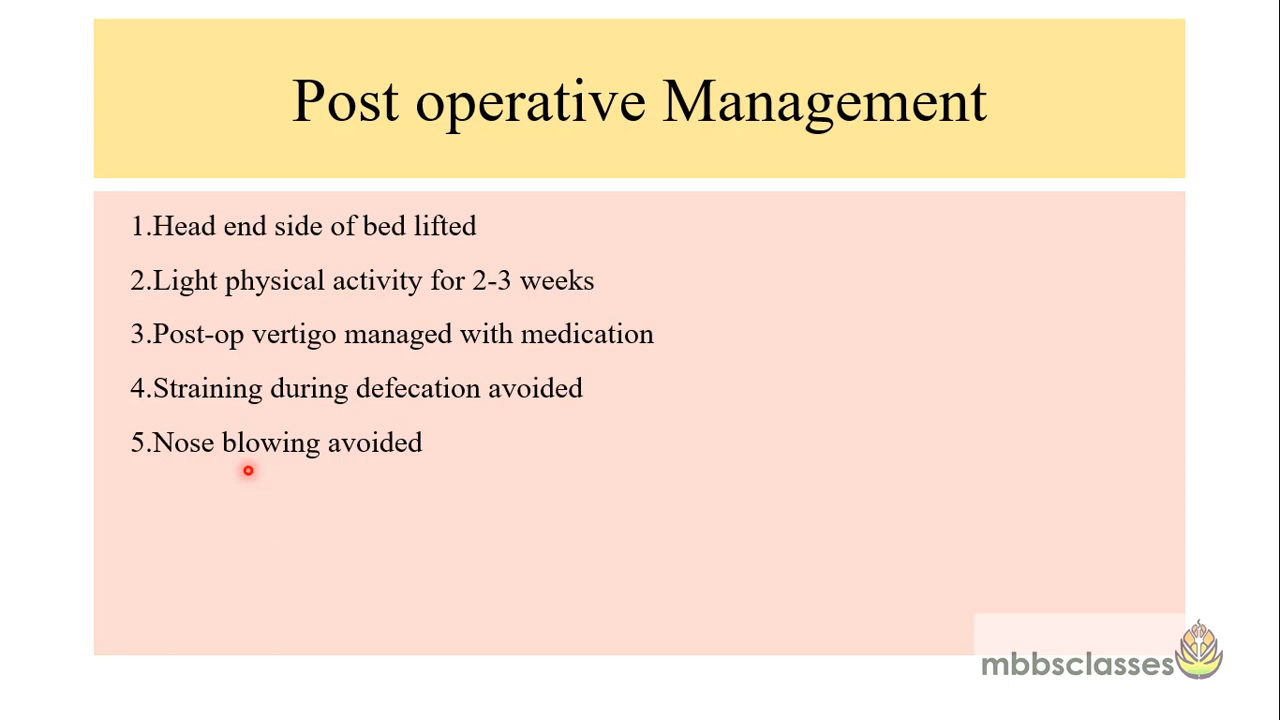 Post operative Management
1.Head end side of bed lifted
2.Light physical activity for 2-3 weeks
3.Post-op vertigo managed with medication
4.Straining during defecation avoided
5.Nose blowing avoided
mbbsclasses